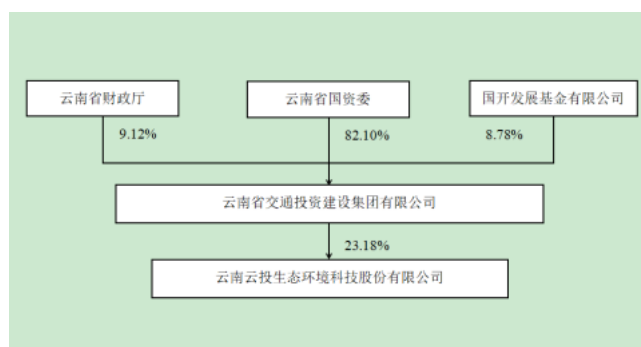 云南省财政厅
云南省国资委
国开发展基金有限公司
9.12%
82.10%
8.78%
云南省交通投资建设集团有限公司
23.18%
云南云投生态环境科技股份有限公司